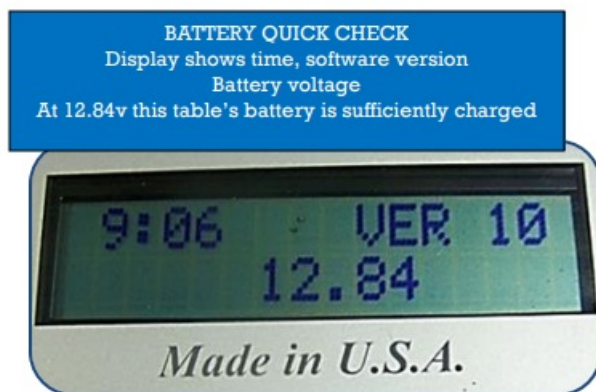 BATTERY QUICK CHECK
Display shows time, software version
Battery voltage
At 12.84v this table's battery is sufficiently charged
9:06 VER 10
12.84
Made in U.S.A.